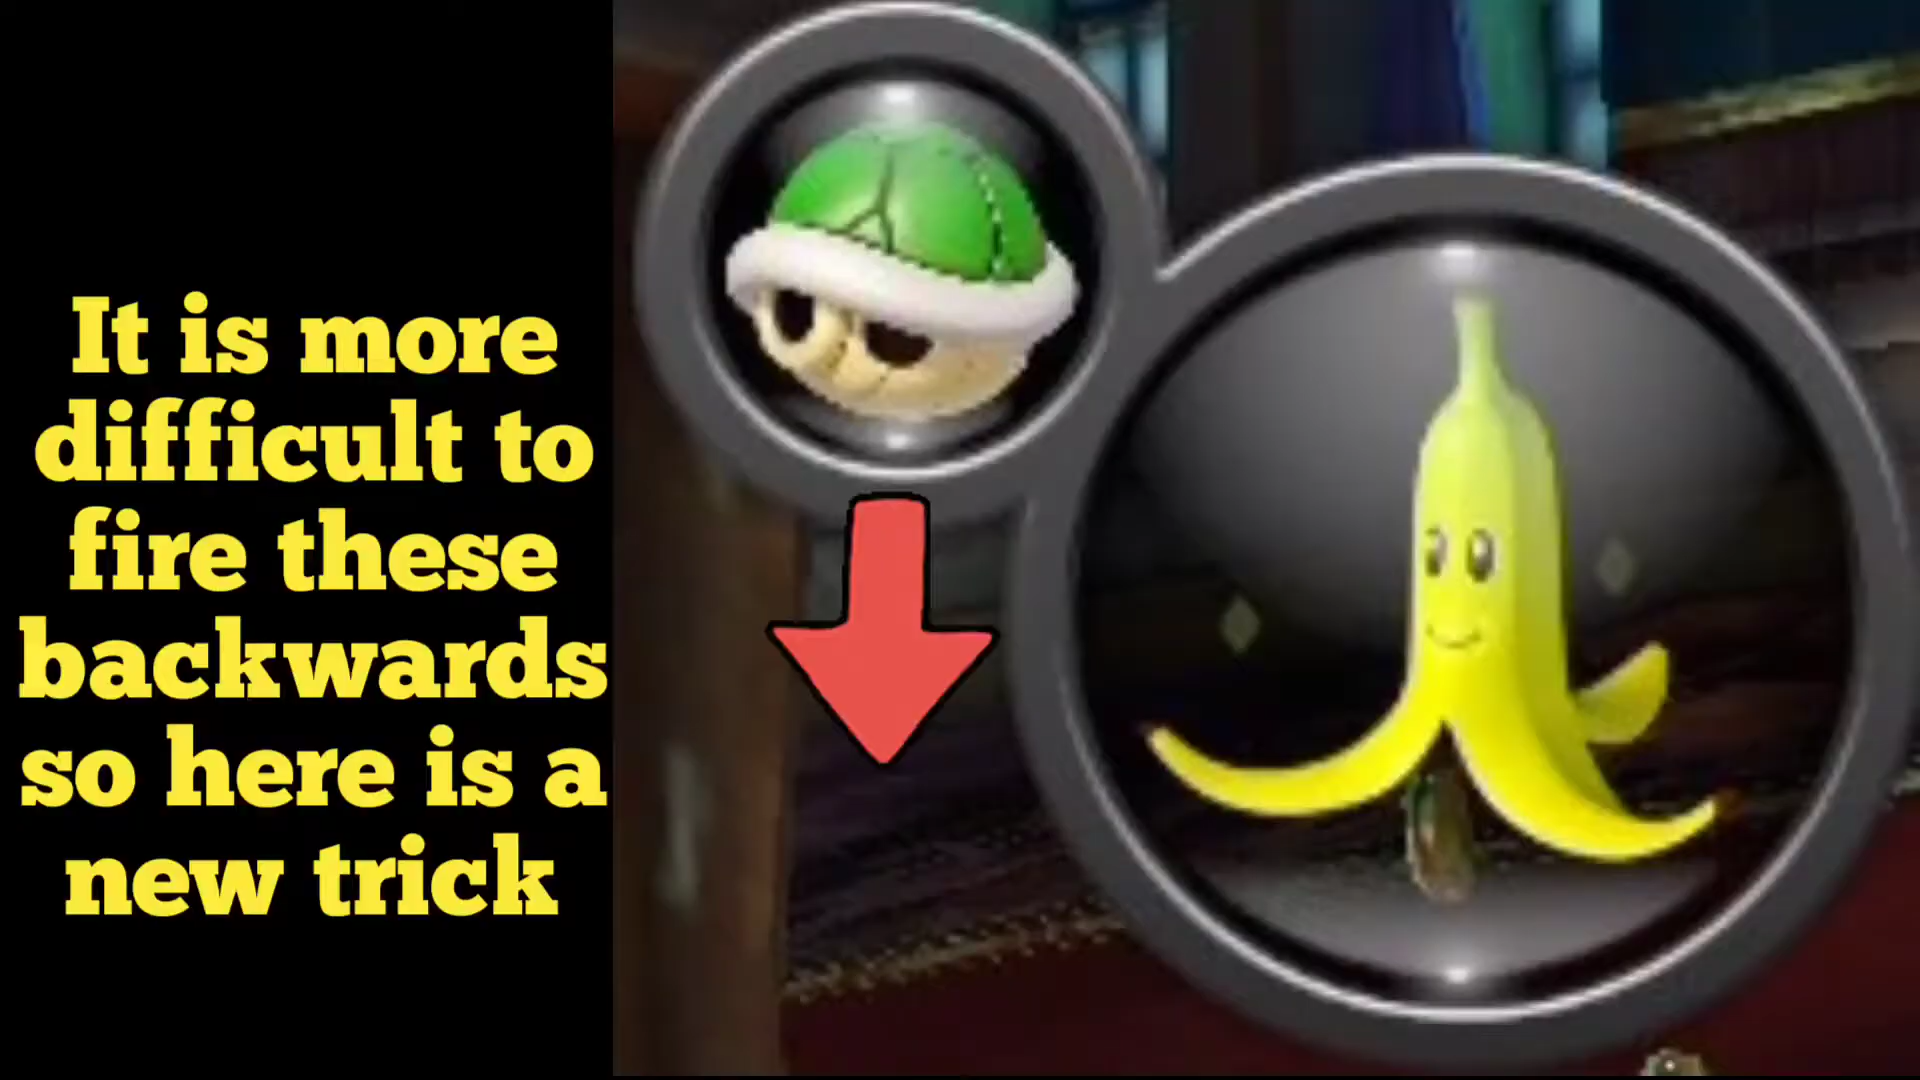 It is more
difficult to
fire these
backwards
so here is a
new trick